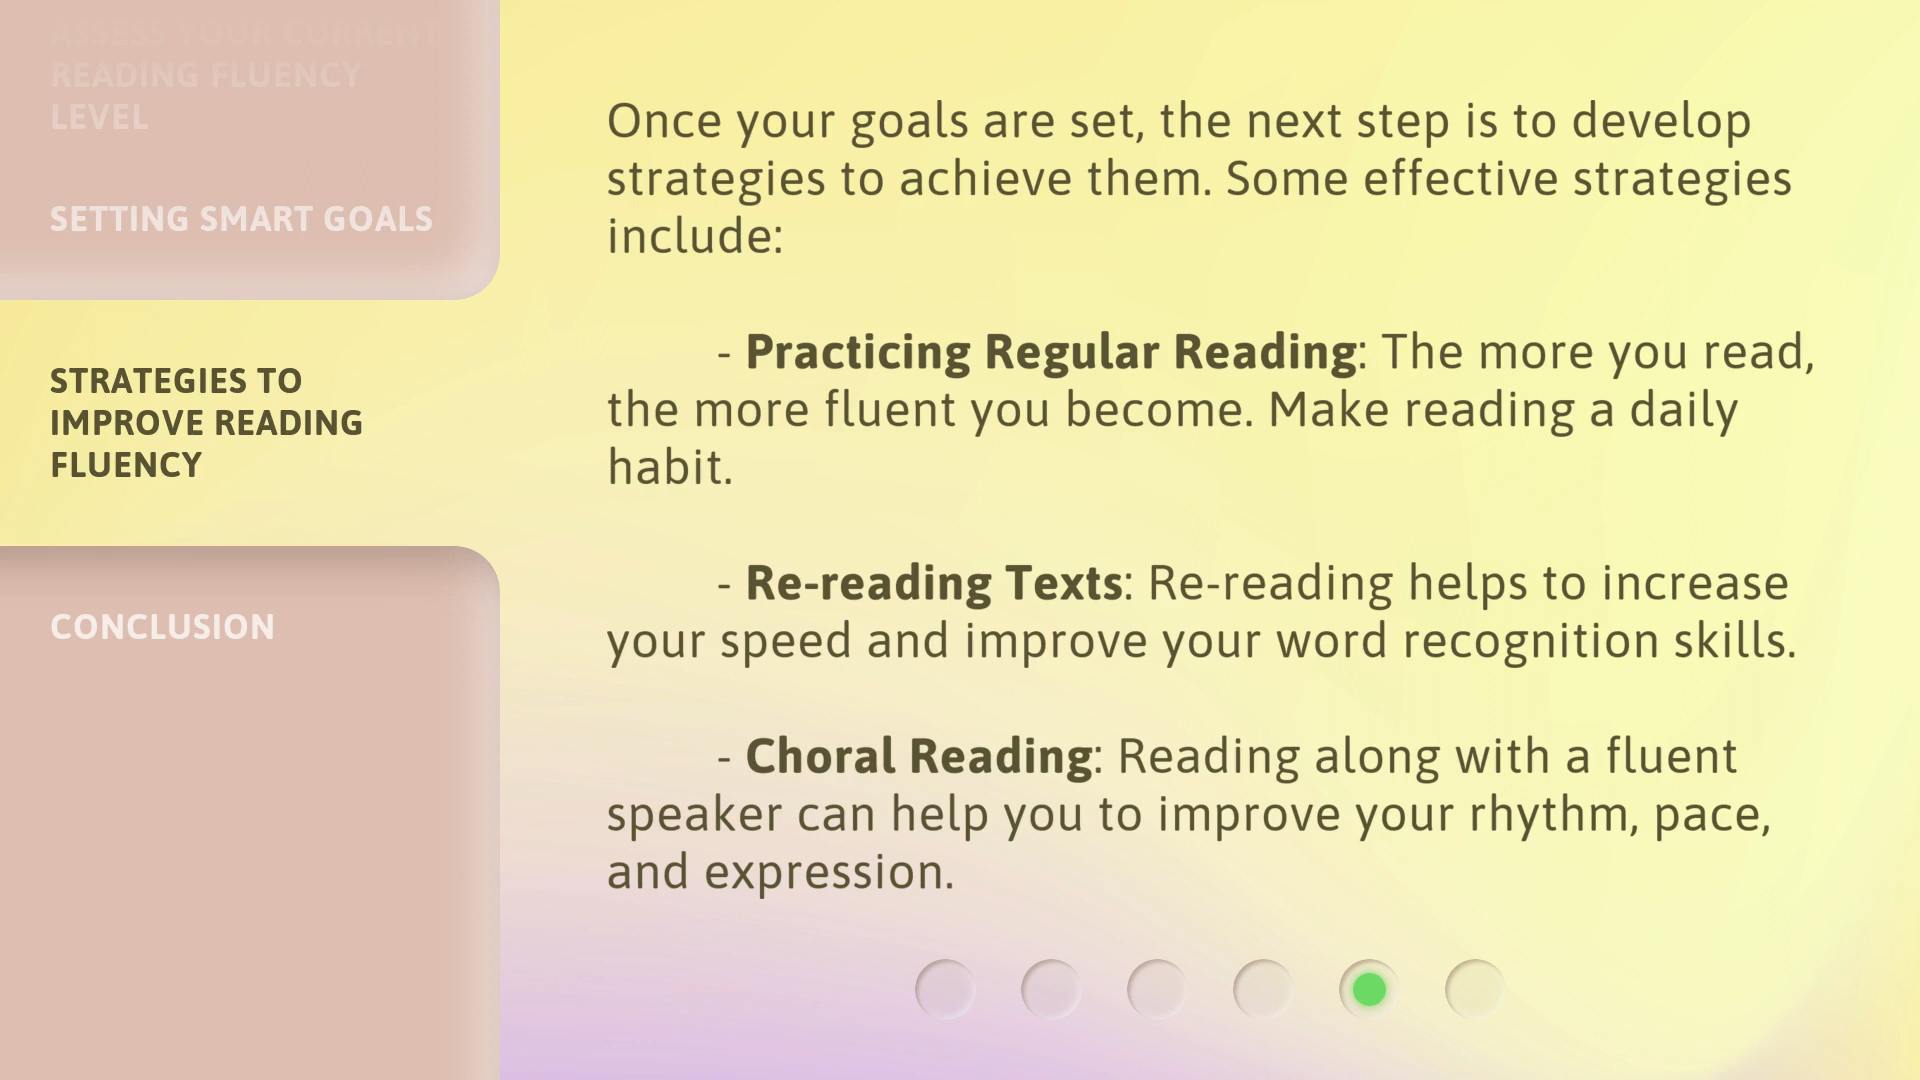 ASSESS YOUR CURRENT
READING FLUENCY
LEVEL
SETTING SMART GOALS
STRATEGIES TO
IMPROVE READING
FLUENCY
CONCLUSION
Once your goals are set, the next step is to develop
strategies to achieve them. Some effective strategies
include:
- Practicing Regular Reading: The more you read,
the more fluent you become. Make reading a daily
habit.
- Re-reading Texts: Re-reading helps to increase
your speed and improve your word recognition skills.
- Choral Reading: Reading along with a fluent
speaker can help you to improve your rhythm, pace,
and expression.